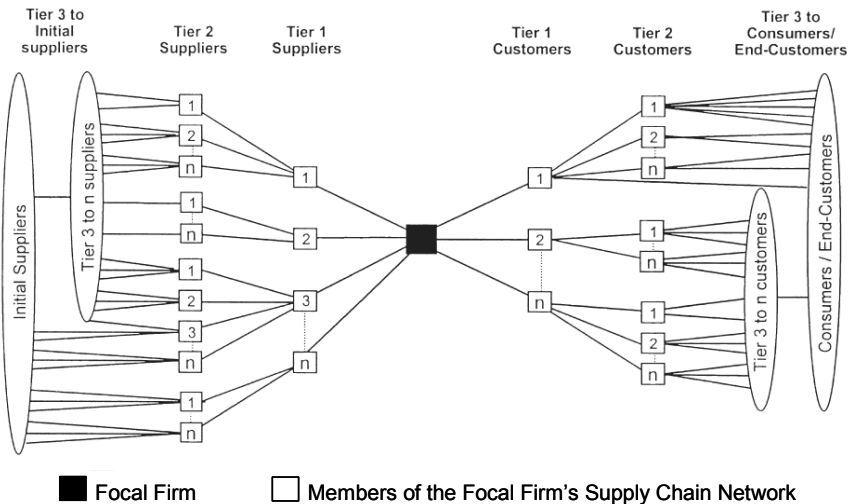 Tier 3 to
Initial
suppliers
Tier 2
Suppliers
Tier 1
Suppliers
Tier 1
Customers
Tier 2
Customers
Tier 3 to
Consumers/
End-Customers
Initial Suppliers
Tier 3 to n suppliers
1
2
n
1
n
1
2
3
n
1
n
1
2
3
n
1
2
n
1
2
n
1
n
1
2
n
Tier 3 to n customers
Consumers / End-Customers
Focal Firm
Members of the Focal Firm's Supply Chain Network